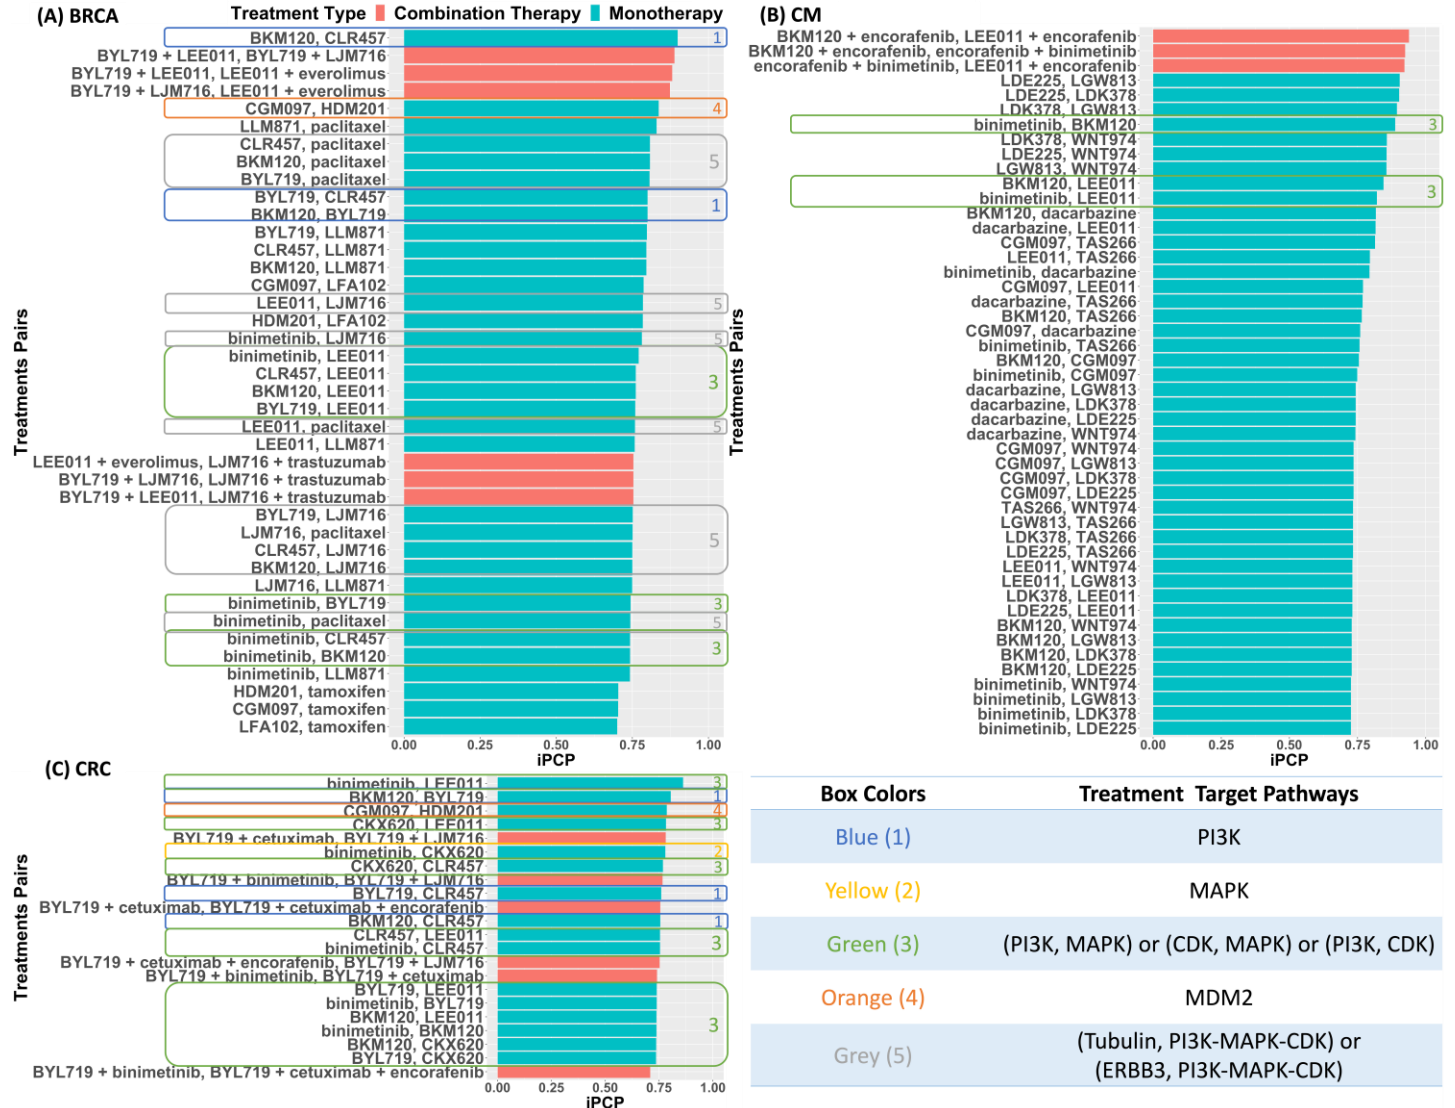 (A) BRCA
Treatment Type Combination Therapy Monotherapy
BKM120, CLR457 1
BYL719 + LEE011, BYL719 + LJM716
BYL719 + LEE011, LEE011 + everolimus
BYL719 + LJM716, LEE011 + everolimus
CGM097, HDM201 4
LLM871, paclitaxel
CLR457, paclitaxel
BKM120, paclitaxel 5
BYL719, paclitaxel
BYL719, CLR457
BKM120, BYL719 1
BYL719, LLM871
CLR457, LLM871
BKM120, LLM871
CGM097, LFA102
LEE011, LJM716 5
HDM201, LFA102
binimetinib, LJM716 5
binimetinib, LEE011
CLR457, LEE011
BKM120, LEE011 3
BYL719, LEE011
LEE011, paclitaxel 5
LEE011, LLM871
LEE011 + everolimus, LJM716 + trastuzumab
BYL719 + LJM716, LJM716 + trastuzumab
BYL719 + LEE011, LJM716 + trastuzumab
BYL719, LJM716
LJM716, paclitaxel
CLR457, LJM716 5
BKM120, LJM716
LJM716, LLM871
binimetinib, BYL719 3
binimetinib, paclitaxel 5
binimetinib, CLR457
binimetinib, BKM120 3
binimetinib, LLM871
HDM201, tamoxifen
CGM097, tamoxifen
LFA102, tamoxifen
0.00 0.25 0.50 0.75 1.00
iPCP
Treatments Pairs
(B) CM
BKM120 + encorafenib, LEE011 + encorafenib
BKM120 + encorafenib, encorafenib + binimetinib
encorafenib + binimetinib, LEE011 + encorafenib
LDE225, LGW813
LDE225, LDK378
LDK378, LGW813
binimetinib, BKM120 3
LDK378, WNT974
LDE225, WNT974
LGW813, WNT974
BKM120, LEE011
binimetinib, LEE011 3
BKM120, dacarbazine
dacarbazine, LEE011
CGM097, TAS266
LEE011, TAS266
binimetinib, dacarbazine
CGM097, LEE011
dacarbazine, TAS266
BKM120, TAS266
CGM097, dacarbazine
binimetinib, TAS266
BKM120, CGM097
binimetinib, CGM097
dacarbazine, LGW813
dacarbazine, LDK378
dacarbazine, LDE225
dacarbazine, WNT974
CGM097, WNT974
CGM097, LGW813
CGM097, LDK378
CGM097, LDE225
TAS266, WNT974
LGW813, TAS266
LDK378, TAS266
LDE225, TAS266
LEE011, WNT974
LEE011, LGW813
LDK378, LEE011
LDE225, LEE011
BKM120, WNT974
BKM120, LGW813
BKM120, LDK378
BKM120, LDE225
binimetinib, WNT974
binimetinib, LGW813
binimetinib, LDK378
binimetinib, LDE225
0.00 0.25 0.50 0.75 1.00
iPCP
Treatments Pairs
(C) CRC
binimetinib, LEE011 3
BKM120, BYL719 1
CGM097, HDM201 4
CKX620, LEE011 3
BYL719 + cetuximab, BYL719 + LJM716
binimetinib, CKX620 2
CKX620, CLR457 3
BYL719 + binimetinib, BYL719 + LJM716
BYL719, CLR457 1
BYL719 + cetuximab, BYL719 + cetuximab + encorafenib
BKM120, CLR457 1
CLR457, LEE011
binimetinib, CLR457 3
BYL719 + cetuximab + encorafenib, BYL719 + LJM716
BYL719 + binimetinib, BYL719 + cetuximab
BYL719, LEE011
binimetinib, BYL719
BKM120, LEE011
binimetinib, BKM120 3
BKM120, CKX620
BYL719, CKX620
BYL719 + binimetinib, BYL719 + cetuximab + encorafenib
0.00 0.25 0.50 0.75 1.00
iPCP
Treatments Pairs
Box Colors Treatment Target Pathways
Blue (1) PI3K
Yellow (2) MAPK
Green (3) (PI3K, MAPK) or (CDK, MAPK) or (PI3K, CDK)
Orange (4) MDM2
Grey (5) (Tubulin, PI3K-MAPK-CDK) or
(ERBB3, PI3K-MAPK-CDK)